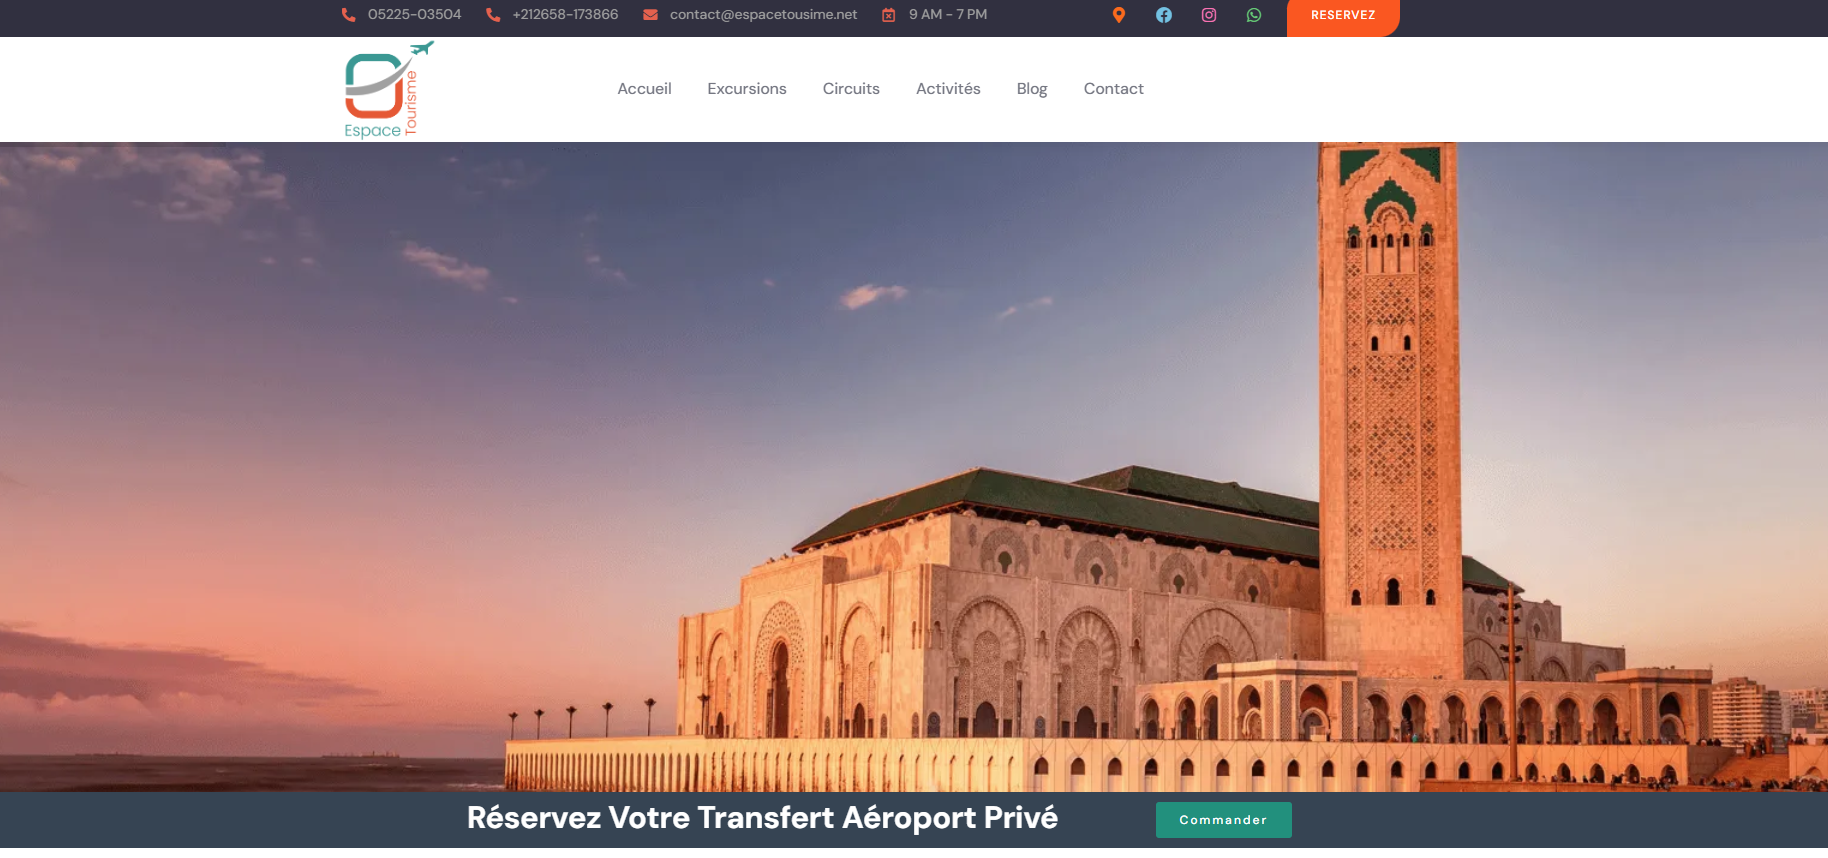 05225-03504 +212658-173866 contact@espacetousime.net 9 AM - 7 PM RESERVEZ
Espace Tourisme
Accueil Excursions Circuits Activités Blog Contact
Réservez Votre Transfert Aéroport Privé Commander